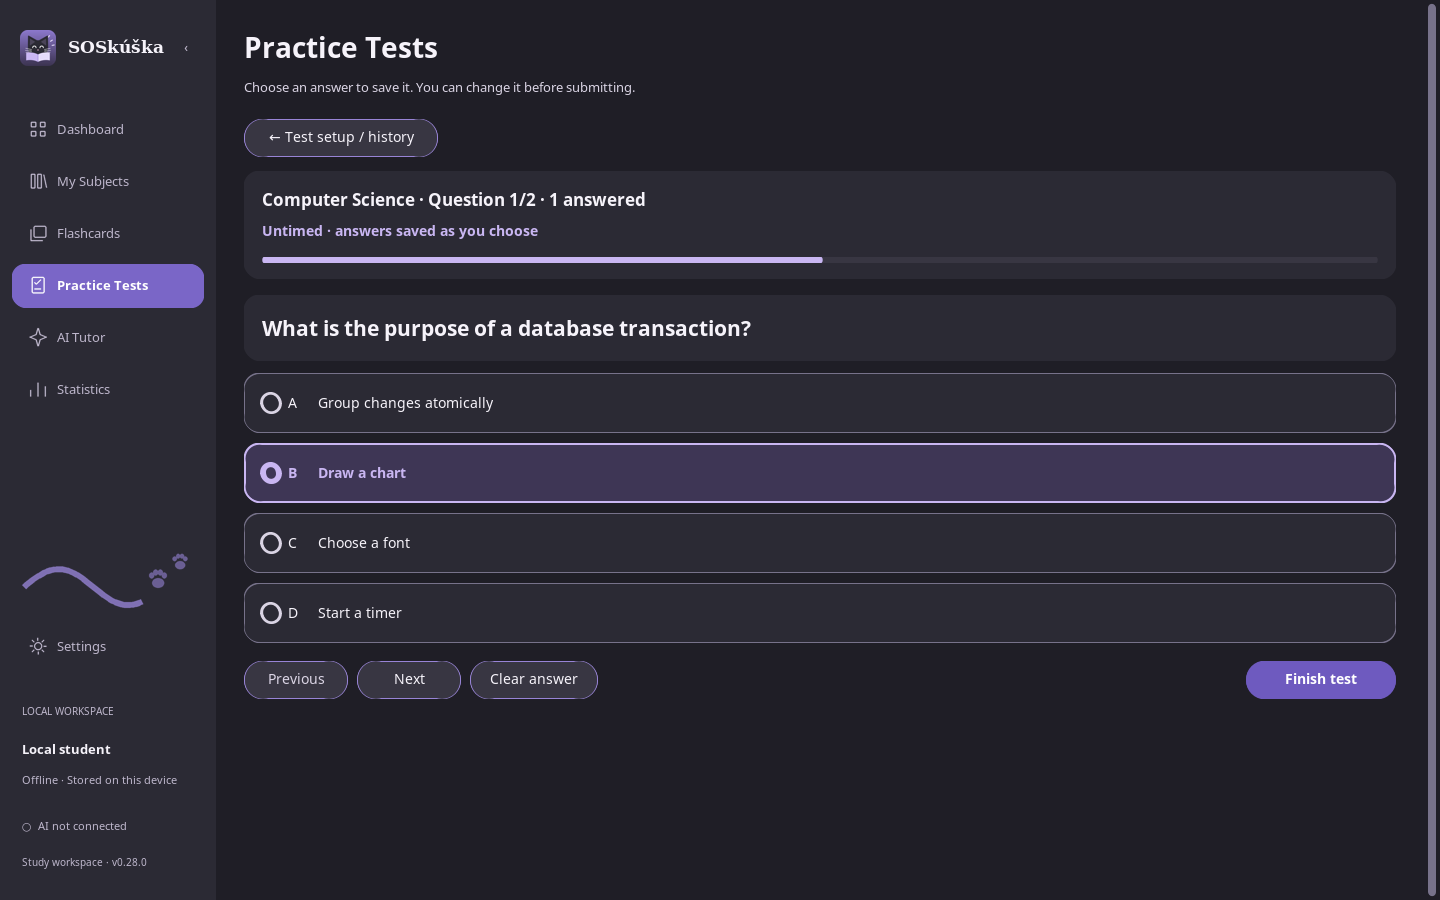 SOSkúška ‹
Dashboard
My Subjects
Flashcards
Practice Tests
AI Tutor
Statistics
Settings
LOCAL WORKSPACE
Local student
Offline · Stored on this device
AI not connected
Study workspace · v0.28.0
Practice Tests
Choose an answer to save it. You can change it before submitting.
← Test setup / history
Computer Science · Question 1/2 · 1 answered
Untimed · answers saved as you choose
What is the purpose of a database transaction?
A Group changes atomically
B Draw a chart
C Choose a font
D Start a timer
Previous Next Clear answer Finish test